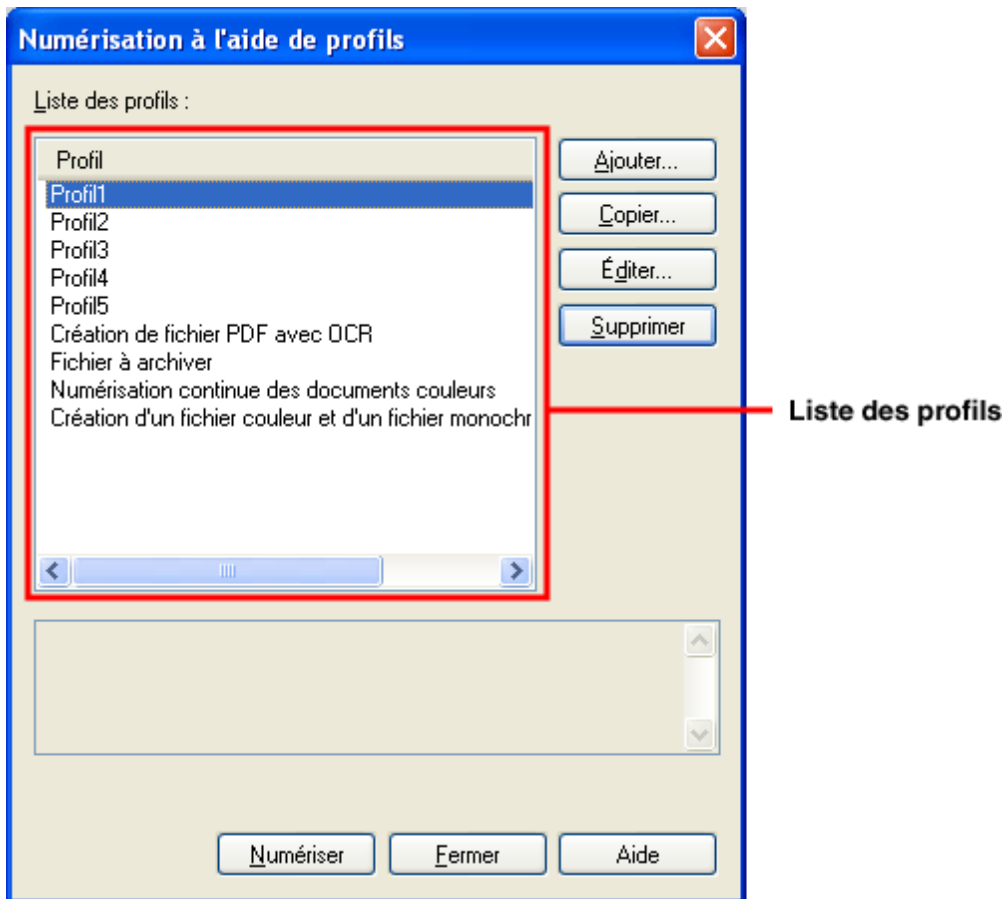 Numérisation à l'aide de profils
Liste des profils :
Profil
Profil1
Profil2
Profil3
Profil4
Profil5
Création de fichier PDF avec OCR
Fichier à archiver
Numérisation continue des documents couleurs
Création d'un fichier couleur et d'un fichier monochr
Ajouter...
Copier...
Éditer...
Supprimer
Liste des profils
Numériser
Fermer
Aide